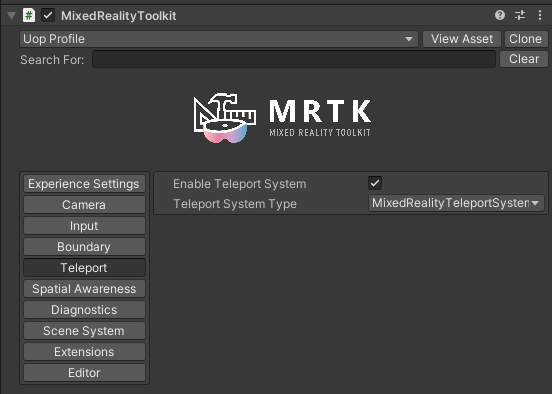 MixedRealityToolkit
Uop Profile
View Asset
Clone
Search For:
Clear
MRTK
MIXED REALITY TOOLKIT
Experience Settings
Camera
Input
Boundary
Teleport
Spatial Awareness
Diagnostics
Scene System
Extensions
Editor
Enable Teleport System
Teleport System Type
MixedRealityTeleportSystem